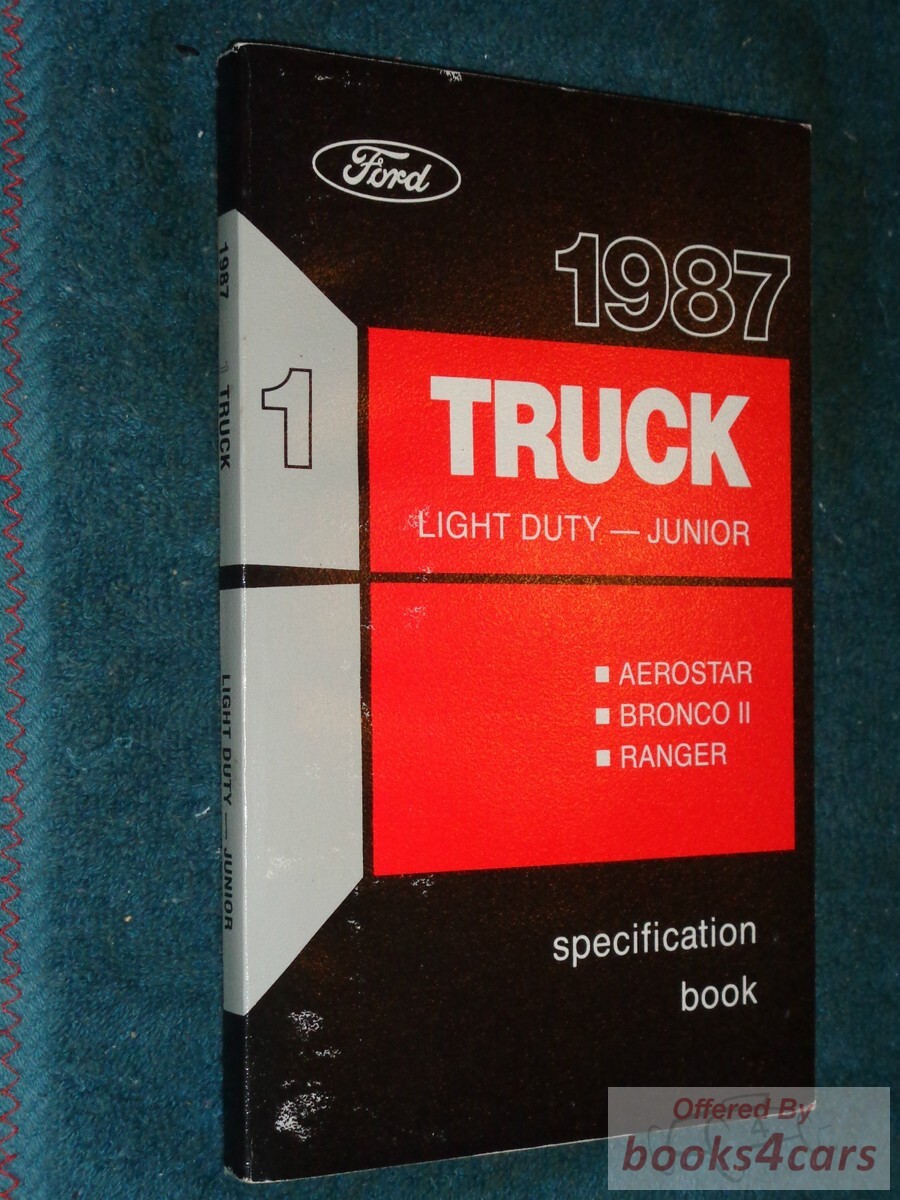 Ford
1987
TRUCK
LIGHT DUTY — JUNIOR
■ AEROSTAR
■ BRONCO II
■ RANGER
specification
book
1
1987 TRUCK LIGHT DUTY — JUNIOR
Offered By
books4cars